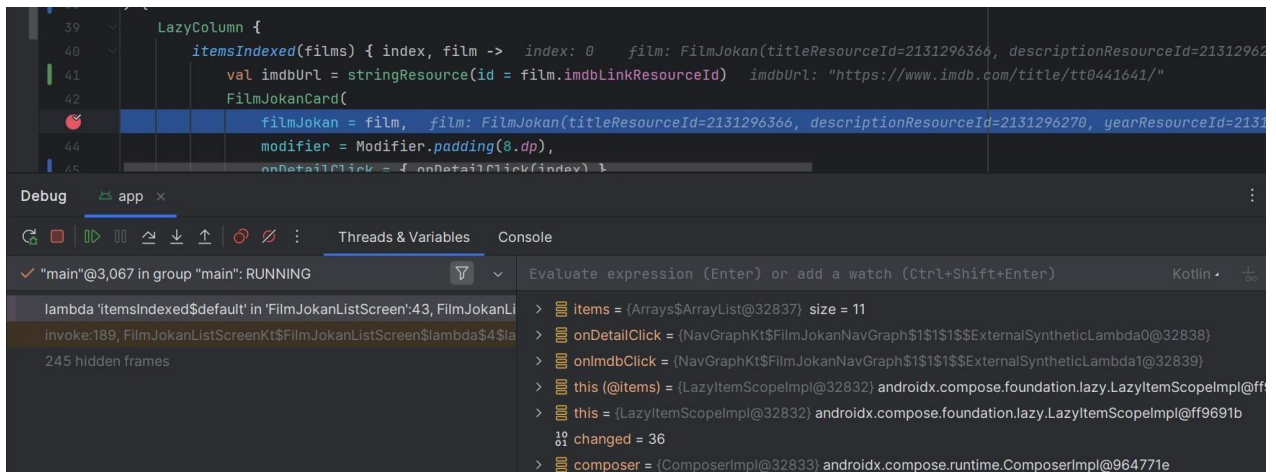 39 LazyColumn {
40 itemsIndexed(films) { index, film -> index: 0 film: FilmJokan(titleResourceId=2131296366, descriptionResourceId=21312962
41 val imdbUrl = stringResource(id = film.imdbLinkResourceId) imdbUrl: "https://www.imdb.com/title/tt0441641/"
42 FilmJokanCard(
filmJokan = film, film: FilmJokan(titleResourceId=2131296366, descriptionResourceId=2131296270, yearResourceId=2131
44 modifier = Modifier.padding(8.dp),
45 onDetailClick = { onDetailClick(index) }
Debug app
Threads & Variables Console
"main"@3,067 in group "main": RUNNING
Evaluate expression (Enter) or add a watch (Ctrl+Shift+Enter) Kotlin
lambda 'itemsIndexed$default' in 'FilmJokanListScreen':43, FilmJokanLi
invoke:189, FilmJokanListScreenKt$FilmJokanListScreen$lambda$4$la
245 hidden frames
items = {Arrays$ArrayList@32837} size = 11
onDetailClick = {NavGraphKt$FilmJokanNavGraph$1$1$1$$ExternalSyntheticLambda0@32838}
onImdbClick = {NavGraphKt$FilmJokanNavGraph$1$1$1$$ExternalSyntheticLambda1@32839}
this (@items) = {LazyItemScopeImpl@32832} androidx.compose.foundation.lazy.LazyItemScopeImpl@ff9
this = {LazyItemScopeImpl@32832} androidx.compose.foundation.lazy.LazyItemScopeImpl@ff9691b
10 01 changed = 36
composer = {ComposerImpl@32833} androidx.compose.runtime.ComposerImpl@964771e